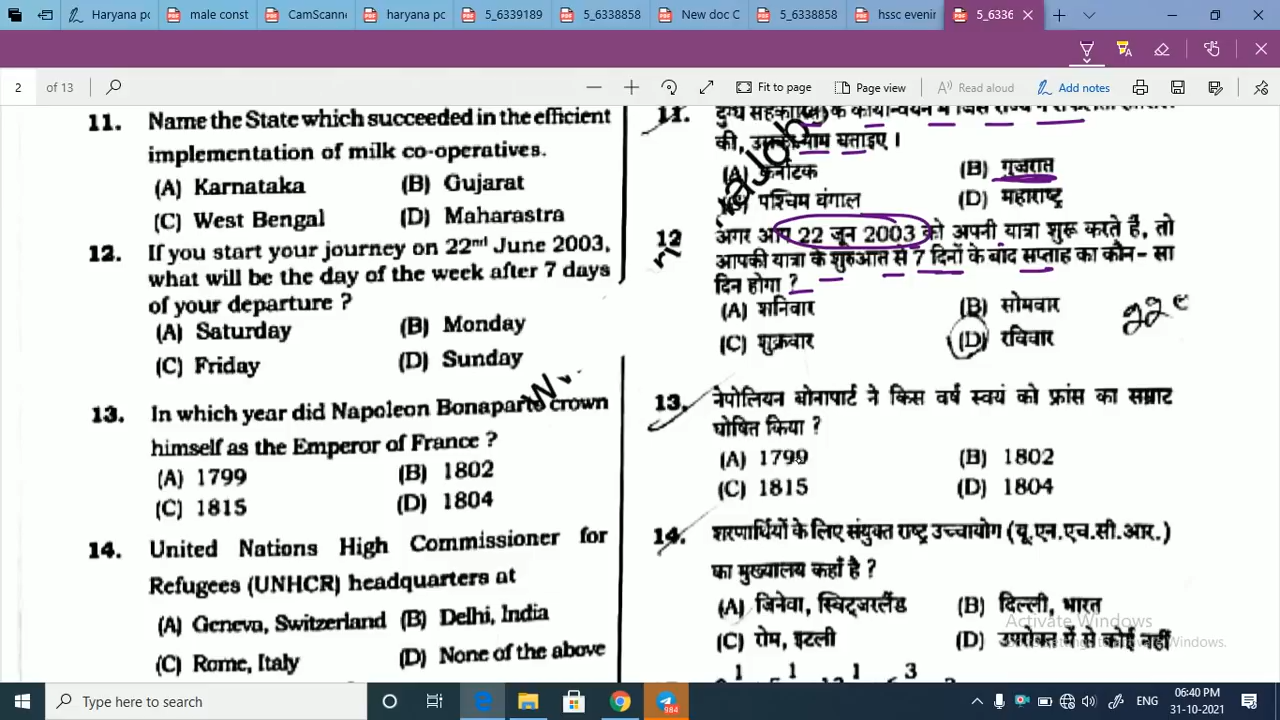 Haryana pc
male const
CamScanne
haryana pc
5_6339189
5_6338858
New doc C
5_6338858
hssc evenin
5_6336
2 of 13
Fit to page
Page view
Read aloud
Add notes
11. Name the State which succeeded in the efficient
implementation of milk co-operatives.
(A) Karnataka (B) Gujarat
(C) West Bengal (D) Maharastra
12. If you start your journey on 22nd June 2003,
what will be the day of the week after 7 days
of your departure ?
(A) Saturday (B) Monday
(C) Friday (D) Sunday
13. In which year did Napoleon Bonaparte crown
himself as the Emperor of France ?
(A) 1799 (B) 1802
(C) 1815 (D) 1804
14. United Nations High Commissioner for
Refugees (UNHCR) headquarters at
(A) Geneva, Switzerland (B) Delhi, India
(C) Rome, Italy (D) None of the above
11. दुग्ध के कार्यान्वयन में जिस राज्य ने
की, उसका नाम बताइए ।
(A) कर्नाटक (B) गुजरात
(C) पश्चिम बंगाल (D) महाराष्ट्र
12 अगर आप 22 जून 2003 को अपनी यात्रा शुरू करते हैं, तो
आपकी यात्रा के शुरुआत से 7 दिनों के बाद सप्ताह का कौन-सा
दिन होगा ?
(A) शनिवार (B) सोमवार
(C) शुक्रवार (D) रविवार
22
13. नेपोलियन बोनापार्ट ने किस वर्ष स्वयं को फ्रांस का सम्राट
घोषित किया ?
(A) 1799 (B) 1802
(C) 1815 (D) 1804
14. शरणार्थियों के लिए संयुक्त राष्ट्र उच्चायोग (यू.एन.एच.सी.आर.)
का मुख्यालय कहाँ है ?
(A) जिनेवा, स्विट्जरलैंड (B) दिल्ली, भारत
(C) रोम, इटली (D) उपरोक्त में से कोई नहीं
Activate Windows
Type here to search
984
ENG
06:40 PM
31-10-2021